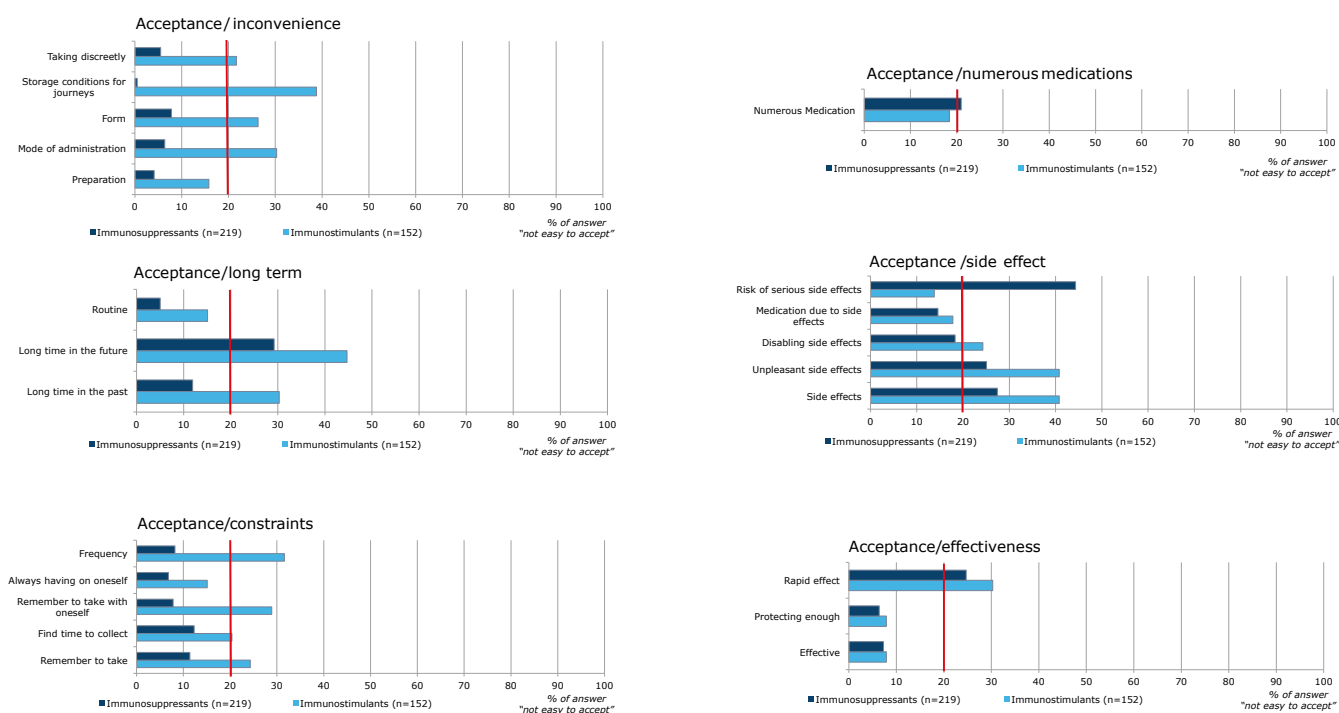 Acceptance/inconvenience
Taking discreetly
Storage conditions for
journeys
Form
Mode of administration
Preparation
0 10 20 30 40 50 60 70 80 90 100
% of answer
"not easy to accept"
Immunosuppressants (n=219) Immunostimulants (n=152)
Acceptance/numerous medications
Numerous Medication
0 10 20 30 40 50 60 70 80 90 100
% of answer
"not easy to accept"
Immunosuppressants (n=219) Immunostimulants (n=152)
Acceptance/long term
Routine
Long time in the future
Long time in the past
0 10 20 30 40 50 60 70 80 90 100
% of answer
"not easy to accept"
Immunosuppressants (n=219) Immunostimulants (n=152)
Acceptance/side effect
Risk of serious side effects
Medication due to side
effects
Disabling side effects
Unpleasant side effects
Side effects
0 10 20 30 40 50 60 70 80 90 100
% of answer
"not easy to accept"
Immunosuppressants (n=219) Immunostimulants (n=152)
Acceptance/constraints
Frequency
Always having on oneself
Remember to take with
oneself
Find time to collect
Remember to take
0 10 20 30 40 50 60 70 80 90 100
% of answer
"not easy to accept"
Immunosuppressants (n=219) Immunostimulants (n=152)
Acceptance/effectiveness
Rapid effect
Protecting enough
Effective
0 10 20 30 40 50 60 70 80 90 100
% of answer
"not easy to accept"
Immunosuppressants (n=219) Immunostimulants (n=152)